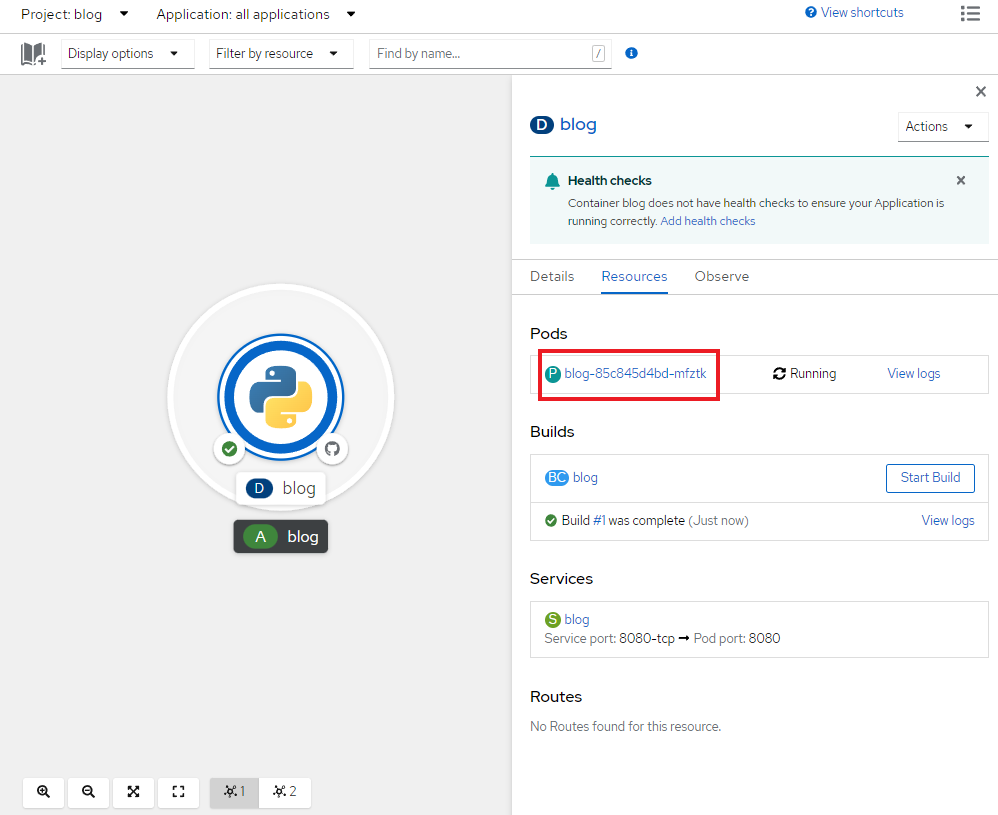 Project: blog Application: all applications View shortcuts
Display options Filter by resource Find by name... /
D blog
Actions
Health checks
Container blog does not have health checks to ensure your Application is
running correctly. Add health checks
Details Resources Observe
Pods
P blog-85c845d4bd-mfztk Running View logs
Builds
BC blog Start Build
Build #1 was complete (Just now) View logs
Services
S blog
Service port: 8080-tcp → Pod port: 8080
Routes
No Routes found for this resource.
D blog
A blog
1 2